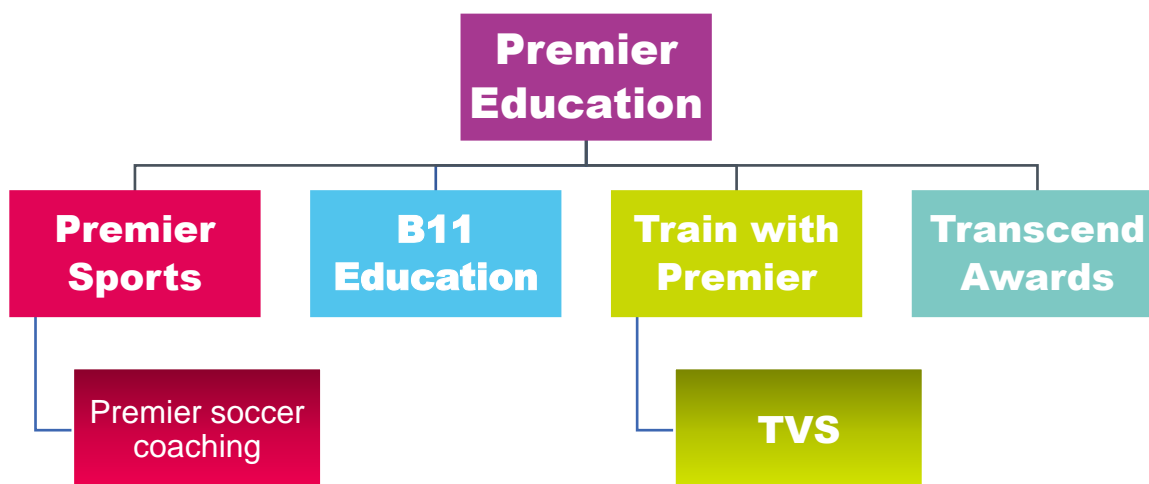 Premier
Education
Premier
Sports
B11
Education
Train with
Premier
Transcend
Awards
Premier soccer
coaching
TVS